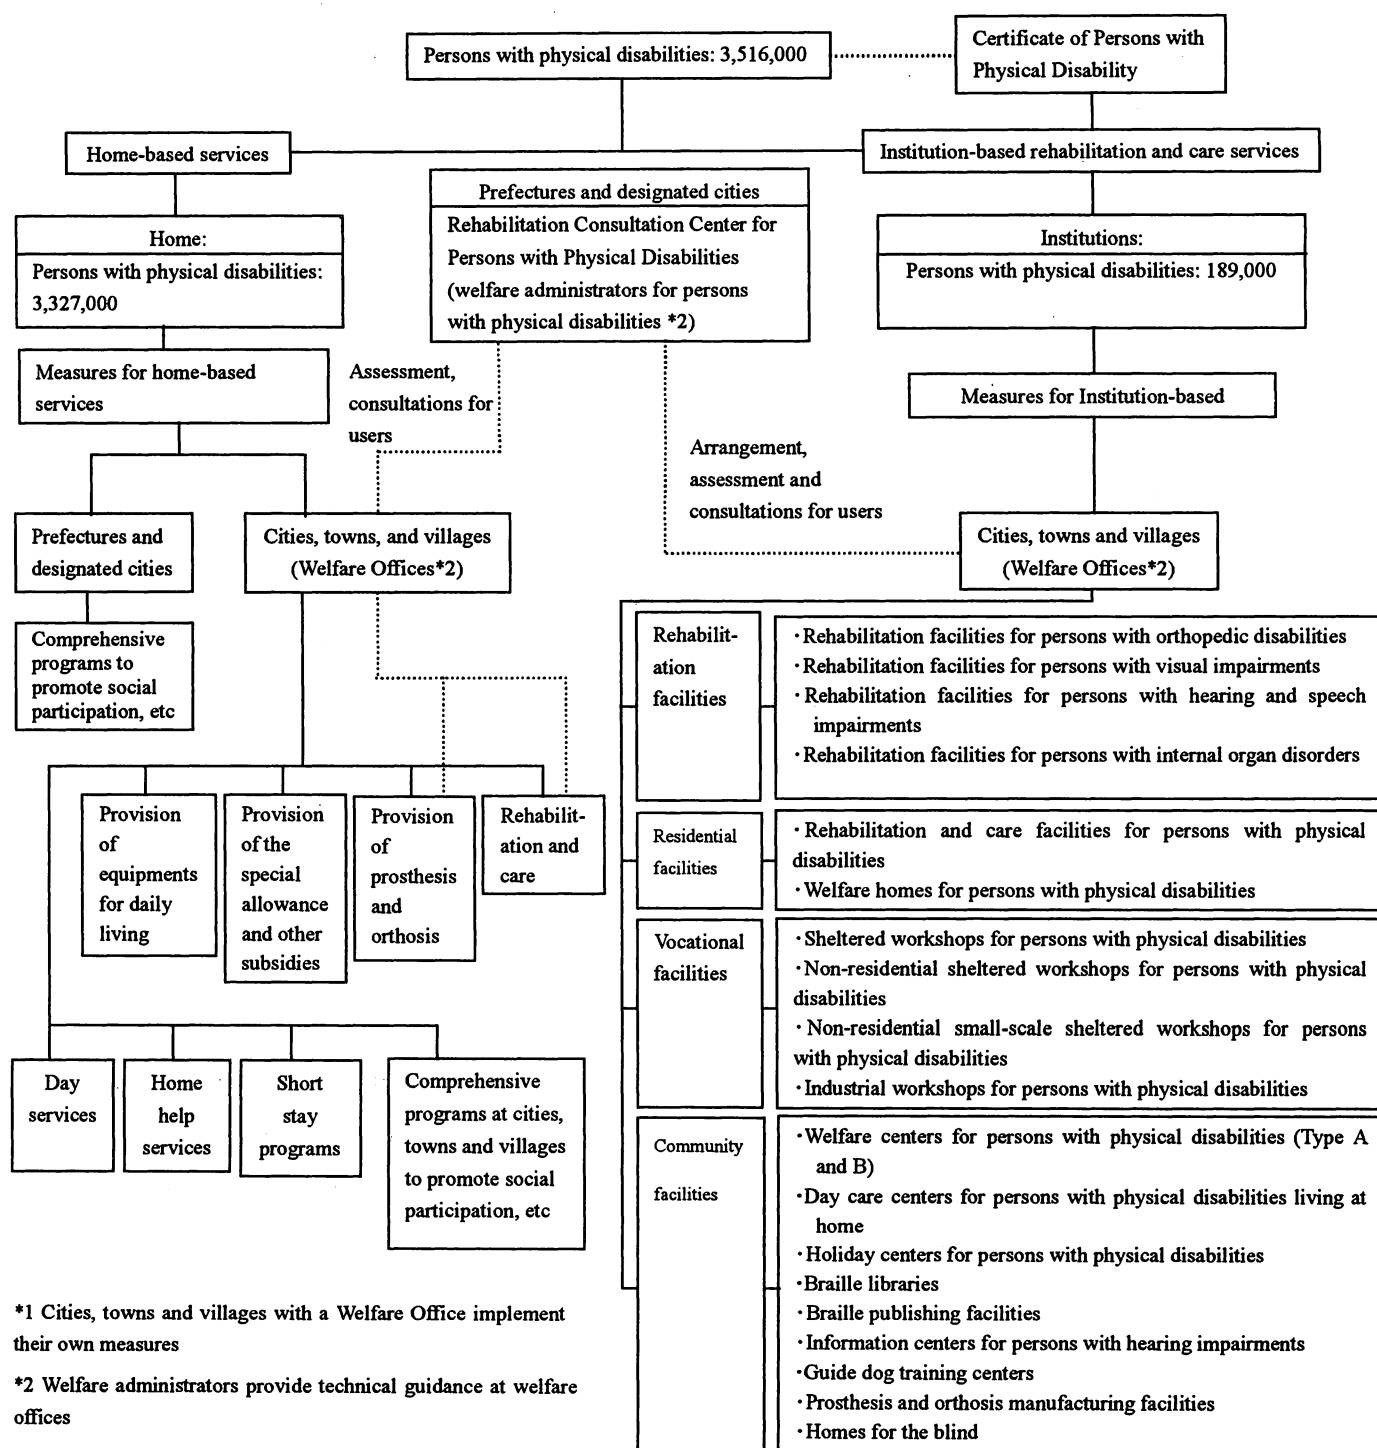 Persons with physical disabilities: 3,516,000
Certificate of Persons with
Physical Disability
Home-based services
Institution-based rehabilitation and care services
Prefectures and designated cities
Rehabilitation Consultation Center for
Persons with Physical Disabilities
(welfare administrators for persons
with physical disabilities *2)
Home:
Persons with physical disabilities:
3,327,000
Institutions:
Persons with physical disabilities: 189,000
Measures for home-based
services
Assessment,
consultations for
users
Measures for Institution-based
Arrangement,
assessment and
consultations for users
Prefectures and
designated cities
Cities, towns, and villages
(Welfare Offices*2)
Cities, towns and villages
(Welfare Offices*2)
Comprehensive
programs to
promote social
participation, etc
Provision
of
equipments
for daily
living
Provision
of the
special
allowance
and other
subsidies
Provision
of
prosthesis
and
orthosis
Rehabilit-
ation and
care
Day
services
Home
help
services
Short
stay
programs
Comprehensive
programs at cities,
towns and villages
to promote social
participation, etc
Rehabilit-
ation
facilities
・Rehabilitation facilities for persons with orthopedic disabilities
・Rehabilitation facilities for persons with visual impairments
・Rehabilitation facilities for persons with hearing and speech
impairments
・Rehabilitation facilities for persons with internal organ disorders
Residential
facilities
・Rehabilitation and care facilities for persons with physical
disabilities
・Welfare homes for persons with physical disabilities
Vocational
facilities
・Sheltered workshops for persons with physical disabilities
・Non-residential sheltered workshops for persons with physical
disabilities
・Non-residential small-scale sheltered workshops for persons
with physical disabilities
・Industrial workshops for persons with physical disabilities
Community
facilities
・Welfare centers for persons with physical disabilities (Type A
and B)
・Day care centers for persons with physical disabilities living at
home
・Holiday centers for persons with physical disabilities
・Braille libraries
・Braille publishing facilities
・Information centers for persons with hearing impairments
・Guide dog training centers
・Prosthesis and orthosis manufacturing facilities
・Homes for the blind
*1 Cities, towns and villages with a Welfare Office implement
their own measures
*2 Welfare administrators provide technical guidance at welfare
offices